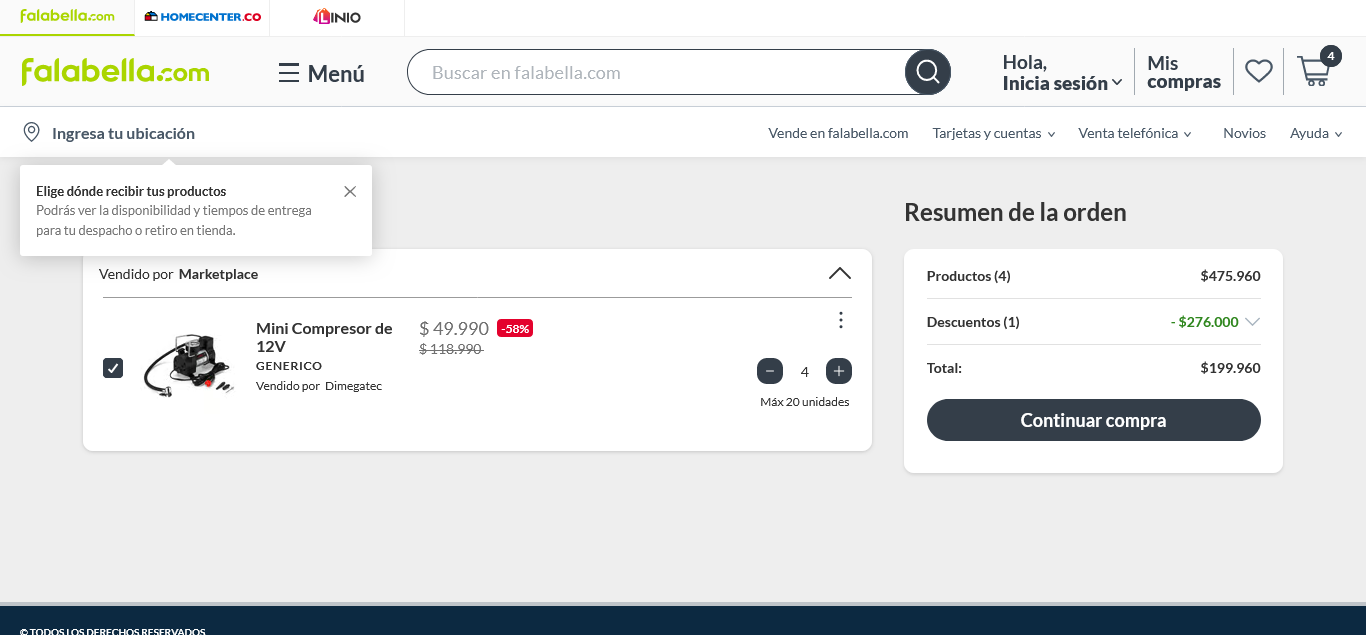 falabella.com
HOMECENTER.CO
LINIO
falabella.com
Menú
Buscar en falabella.com
Hola,
Inicia sesión
Mis
compras
4
Ingresa tu ubicación
Vende en falabella.com
Tarjetas y cuentas
Venta telefónica
Novios
Ayuda
Elige dónde recibir tus productos
Podrás ver la disponibilidad y tiempos de entrega
para tu despacho o retiro en tienda.
Vendido por Marketplace
Mini Compresor de
12V
GENERICO
Vendido por Dimegatec
$ 49.990 -58%
$ 118.990
4
Máx 20 unidades
Resumen de la orden
Productos (4) $475.960
Descuentos (1) - $276.000
Total: $199.960
Continuar compra
© TODOS LOS DERECHOS RESERVADOS